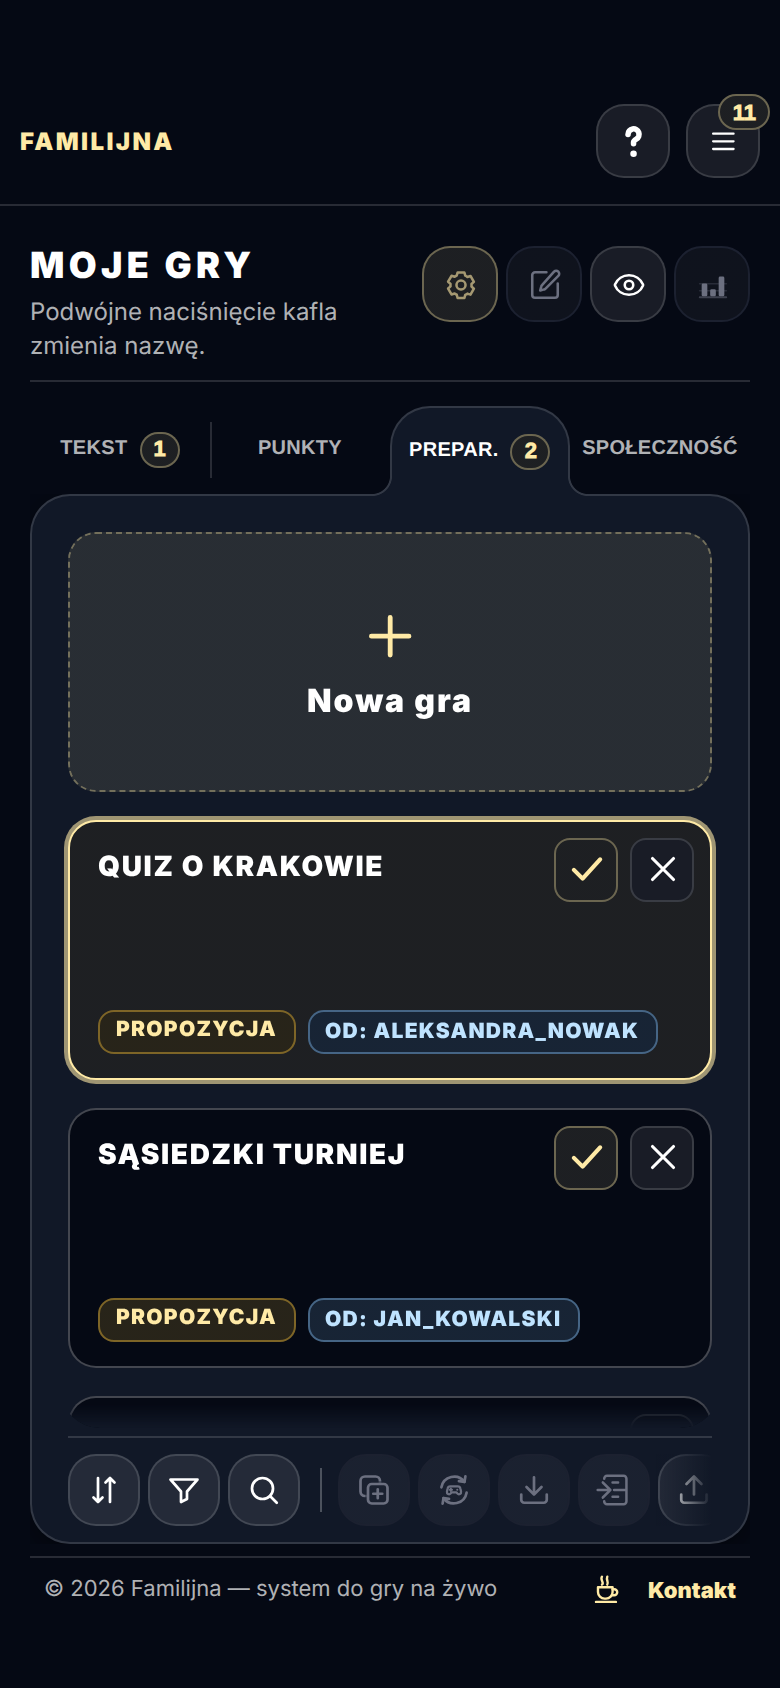 FAMILIJNA
?
11
MOJE GRY
Podwójne naciśnięcie kafla
zmienia nazwę.
TEKST 1
PUNKTY
PREPAR. 2
SPOŁECZNOŚĆ
Nowa gra
QUIZ O KRAKOWIE
PROPOZYCJA
OD: ALEKSANDRA_NOWAK
SĄSIEDZKI TURNIEJ
PROPOZYCJA
OD: JAN_KOWALSKI
© 2026 Familijna — system do gry na żywo
Kontakt